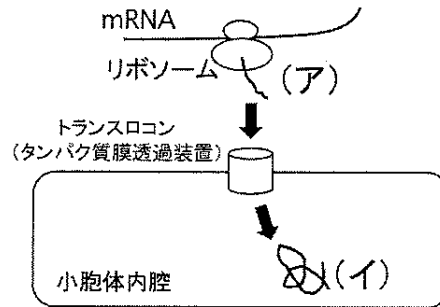 mRNA
リボソーム
(ア)
トランスロコン
(タンパク質膜透過装置)
小胞体内腔
(イ)